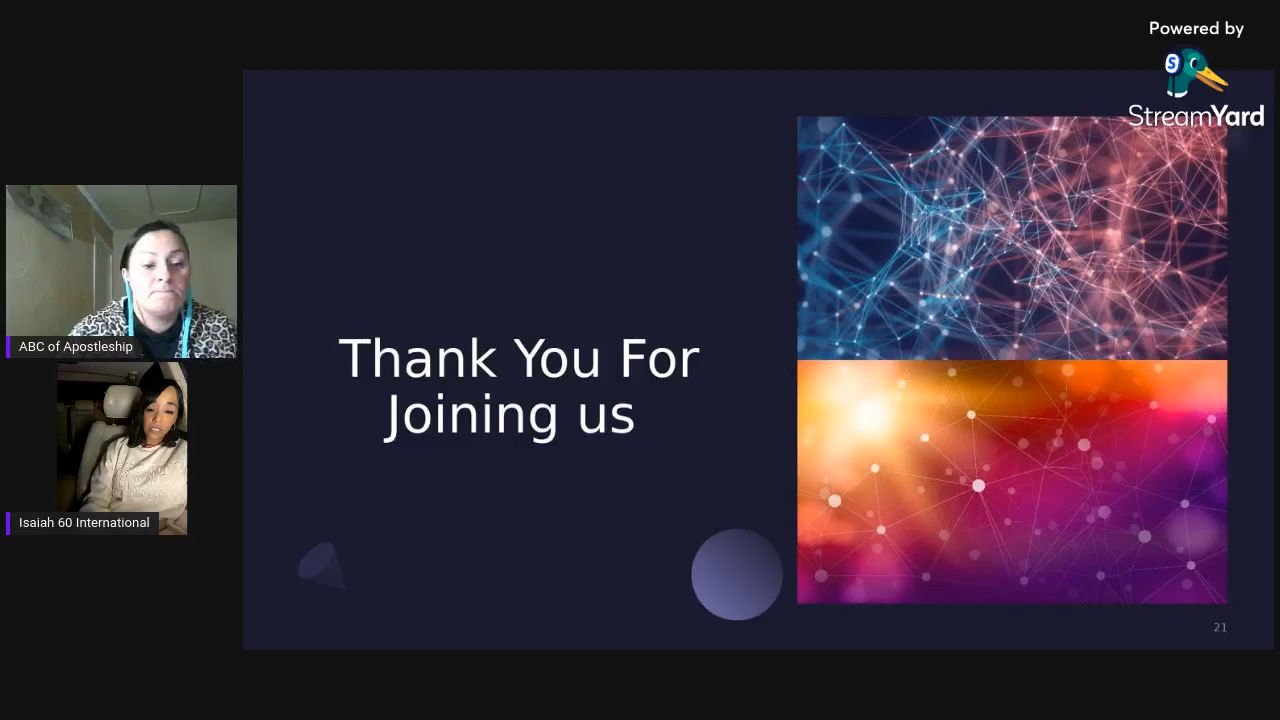 Powered by
S
StreamYard
ABC of Apostleship
Isaiah 60 International
Thank You For
Joining us
21